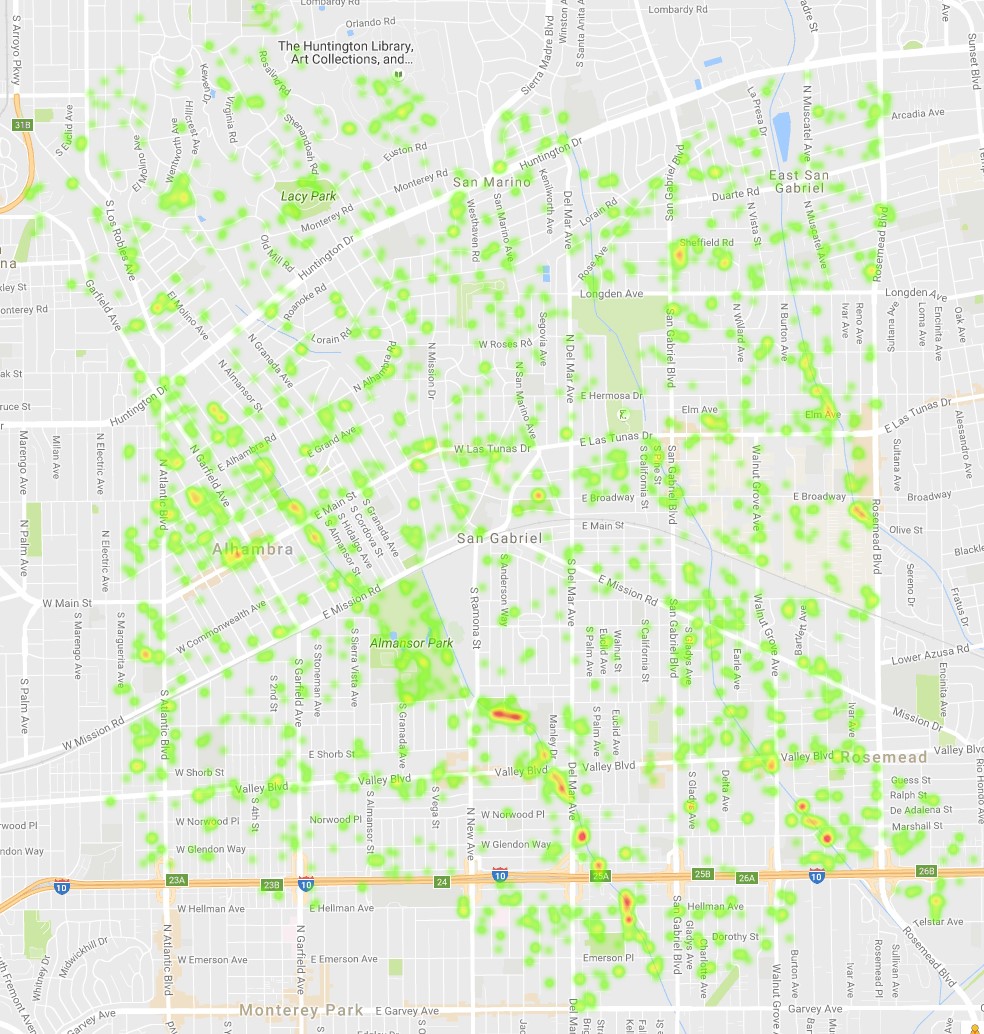 Lombardy Rd
Lombardy Rd
Orlando Rd
S Arroyo Pkwy
The Huntington Library,
Art Collections, and...
Sierra Madre Blvd
S Santa Anita
Sunset Blvd
Ave
Rosalind Rd
Kewen Dr
Virginia Rd
Hillcrest Ave
Wentworth Ave
El Molino Ave
S Euclid Ave
31B
Shenandoah Rd
La Presa Dr
N Muscatel Ave
Arcadia Ave
Euston Rd
Huntington Dr
Monterey Rd
San Marino
East San
Gabriel
Lacy Park
Duarte Rd
Kenilworth Ave
San Marino Ave
Westhaven Rd
Del Mar Ave
Lorain Rd
N Vista St
N Muscatel Ave
Rosemead Blvd
Monterey Rd
Huntington Dr
Old Mill Rd
S Los Robles Ave
Sheffield Rd
Rose Ave
na
Longden Ave
Longden Ave
Garfield Ave
El Molino Ave
Roanoke Rd
Lorain Rd
N Granada Ave
Segovia Ave
N Del Mar Ave
San Gabriel Blvd
N Willard Ave
N Burton Ave
Ivar Ave
Reno Ave
Loma Ave
Encinita Ave
Oak Ave
W Roses Rd
N Mission Dr
N Alhambra Rd
N Almansor St
N San Marino Ave
Huntington Dr
E Hermosa Dr
Elm Ave
Elm Ave
E Las Tunas Dr
E Las Tunas Dr
W Las Tunas Dr
Alessandro Ave
Marengo Ave
Milan Ave
N Electric Ave
N Atlantic Blvd
N Garfield Ave
E Alhambra Rd
E Grand Ave
S California St
S Pine St
San Gabriel Blvd
Walnut Grove Ave
Sultana Ave
E Broadway
E Broadway
Broadway
E Main St
S Granada Ave
S Cordova St
S Hidalgo Ave
S Almansor St
E Main St
Olive St
N Palm Ave
N Electric Ave
Alhambra
San Gabriel
Rosemead Blvd
W Main St
E Mission Rd
E Mission Rd
S Anderson Way
S Del Mar Ave
Sereno Dr
Fratus Dr
W Commonwealth Ave
S Marengo Ave
S Marguerita Ave
S Ramona St
Almansor Park
S Palm Ave
Euclid Ave
Walnut St
S California St
San Gabriel Blvd
S Gladys Ave
Walnut Grove Ave
Earle Ave
Bartlett Ave
Lower Azusa Rd
Encinita Ave
S Palm Ave
S Atlantic Blvd
S 2nd St
S Garfield Ave
S Stoneman Ave
S Sierra Vista Ave
S Granada Ave
W Mission Rd
Mission Dr
Ivar Ave
Manley Dr
S Palm Ave
Euclid Ave
E Shorb St
W Shorb St
Valley Blvd
Valley Blvd
Valley Blvd
Valley Blvd
Valley Blvd
Valley Blvd
Rosemead
S 4th St
S Almansor St
S Vega St
N New Ave
Del Mar Ave
S Gladys Ave
Delta Ave
Guess St
Ralph St
De Adalena St
Marshall St
Rio Hondo Ave
W Norwood Pl
Norwood Pl
W Norwood Pl
W Glendon Way
W Glendon Way
10
23A
23B
10
24
10
25A
25B
26A
10
26B
W Hellman Ave
E Hellman Ave
Hellman Ave
Telstar Ave
Dorothy St
N Atlantic Blvd
N Garfield Ave
W Emerson Ave
E Emerson Ave
Emerson Pl
San Gabriel Blvd
Gladys Ave
Charlotte Ave
Walnut Grove Ave
Burton Ave
Ivar Ave
Rosemead Pl
Sullivan Ave
Rosemead Blvd
Midwickhill Dr
Whitney Dr
S Fremont Ave
Monterey Park
E Garvey Ave
Garvey Ave
Garvey Ave